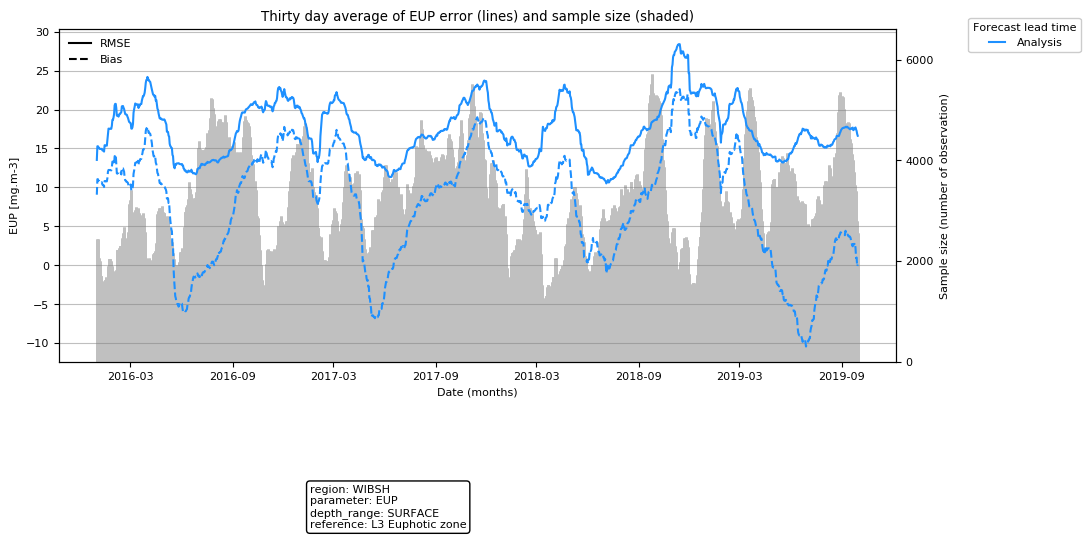 Thirty day average of EUP error (lines) and sample size (shaded)
Forecast lead time
Analysis
RMSE
Bias
30
25
20
15
10
5
0
−5
−10
EUP [mg.m-3]
6000
4000
2000
0
Sample size (number of observation)
2016-03
2016-09
2017-03
2017-09
2018-03
2018-09
2019-03
2019-09
Date (months)
region: WIBSH
parameter: EUP
depth_range: SURFACE
reference: L3 Euphotic zone